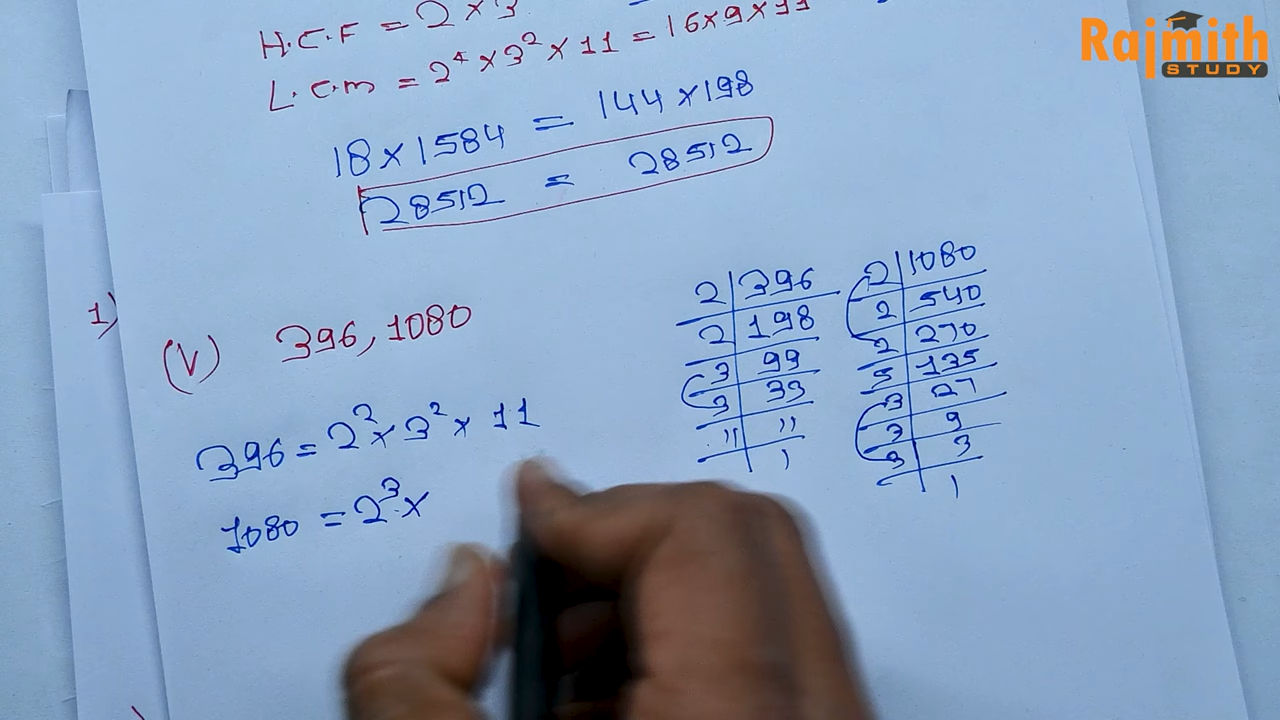 H.C.F = 2 × 3
L.C.M = 2⁴ × 3² × 11 = 16×9×11
18 × 1584 = 144 × 198
28512 = 28512
1)
(V) 396, 1080
396 = 2² × 3² × 11
1080 = 2³ ×
2 | 396
2 | 198
3 | 99
3 | 33
11 | 11
1
2 | 1080
2 | 540
2 | 270
5 | 135
3 | 27
3 | 9
3 | 3
1
Rajmith
STUDY